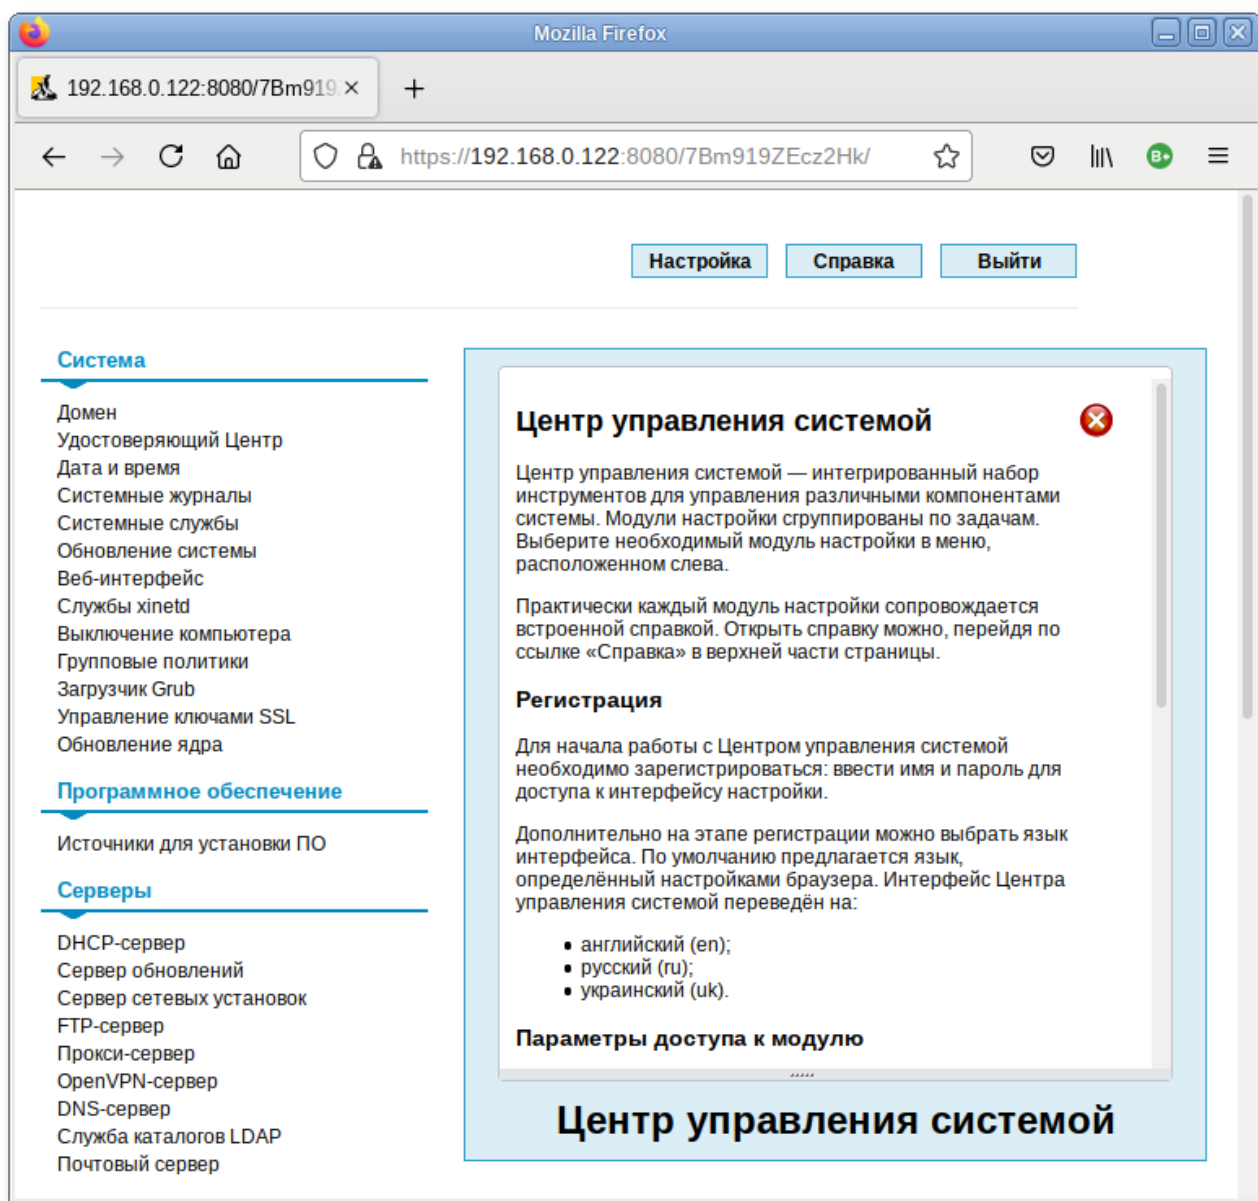 Mozilla Firefox
192.168.0.122:8080/7Bm919
https://192.168.0.122:8080/7Bm919ZEcz2Hk/
B+
Настройка
Справка
Выйти
Система
Домен
Удостоверяющий Центр
Дата и время
Системные журналы
Системные службы
Обновление системы
Веб-интерфейс
Службы xinetd
Выключение компьютера
Групповые политики
Загрузчик Grub
Управление ключами SSL
Обновление ядра
Программное обеспечение
Источники для установки ПО
Серверы
DHCP-сервер
Сервер обновлений
Сервер сетевых установок
FTP-сервер
Прокси-сервер
OpenVPN-сервер
DNS-сервер
Служба каталогов LDAP
Почтовый сервер
Центр управления системой
Центр управления системой — интегрированный набор
инструментов для управления различными компонентами
системы. Модули настройки сгруппированы по задачам.
Выберите необходимый модуль настройки в меню,
расположенном слева.
Практически каждый модуль настройки сопровождается
встроенной справкой. Открыть справку можно, перейдя по
ссылке «Справка» в верхней части страницы.
Регистрация
Для начала работы с Центром управления системой
необходимо зарегистрироваться: ввести имя и пароль для
доступа к интерфейсу настройки.
Дополнительно на этапе регистрации можно выбрать язык
интерфейса. По умолчанию предлагается язык,
определённый настройками браузера. Интерфейс Центра
управления системой переведён на:
• английский (en);
• русский (ru);
• украинский (uk).
Параметры доступа к модулю
Центр управления системой